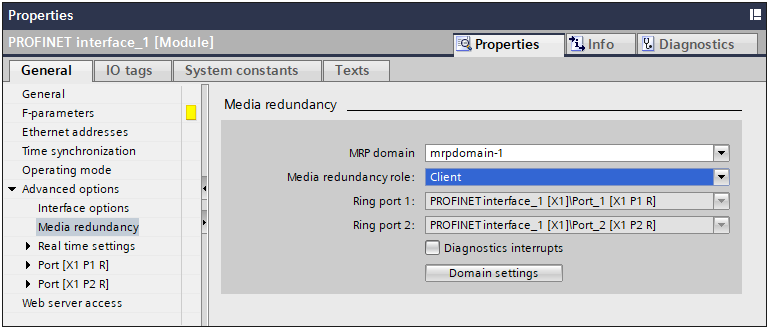 Properties
PROFINET interface_1 [Module]
Properties
Info
Diagnostics
General
IO tags
System constants
Texts
General
F-parameters
Ethernet addresses
Time synchronization
Operating mode
Advanced options
Interface options
Media redundancy
Real time settings
Port [X1 P1 R]
Port [X1 P2 R]
Web server access
Media redundancy
MRP domain
mrpdomain-1
Media redundancy role:
Client
Ring port 1:
PROFINET interface_1 [X1]\Port_1 [X1 P1 R]
Ring port 2:
PROFINET interface_1 [X1]\Port_2 [X1 P2 R]
Diagnostics interrupts
Domain settings